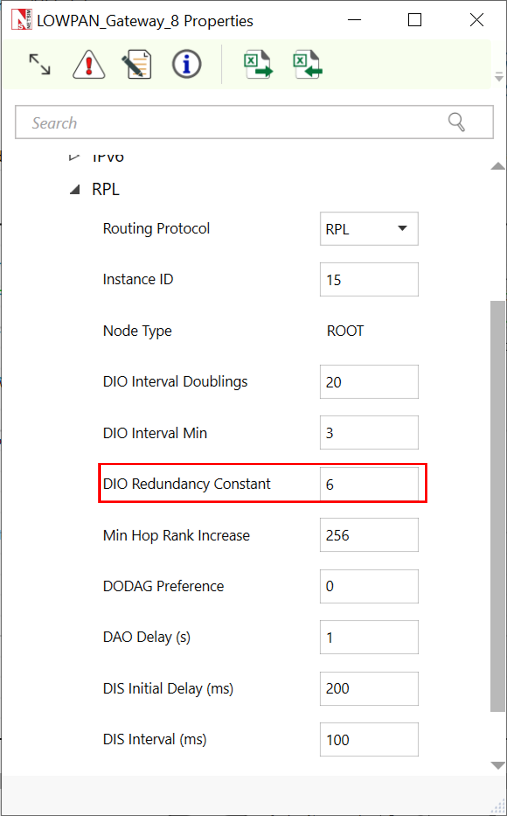 LOWPAN_Gateway_8 Properties
Search
IPv6
RPL
Routing Protocol RPL
Instance ID 15
Node Type ROOT
DIO Interval Doublings 20
DIO Interval Min 3
DIO Redundancy Constant 6
Min Hop Rank Increase 256
DODAG Preference 0
DAO Delay (s) 1
DIS Initial Delay (ms) 200
DIS Interval (ms) 100